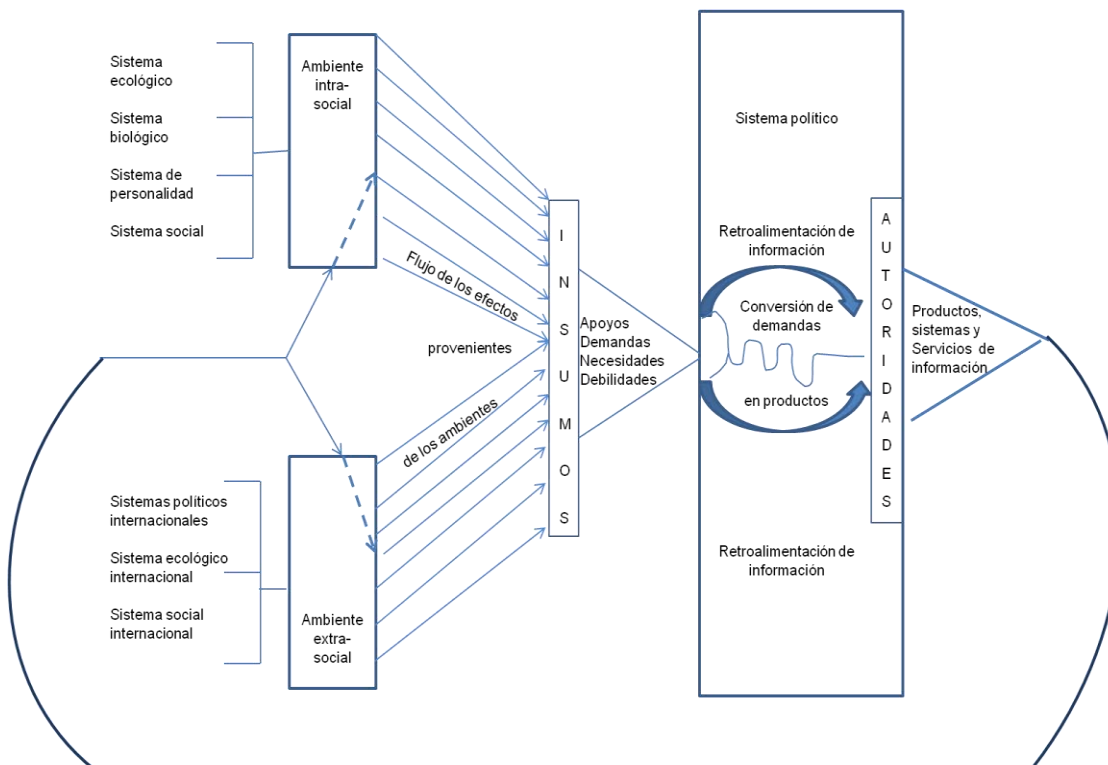 Sistema
ecológico
Sistema
biológico
Sistema de
personalidad
Sistema social
Ambiente
intra-
social
Flujo de los efectos
provenientes
de los ambientes
Sistemas políticos
internacionales
Sistema ecológico
internacional
Sistema social
internacional
Ambiente
extra-
social
I
N
S
U
M
O
S
Apoyos
Demandas
Necesidades
Debilidades
Sistema político
Retroalimentación de
información
Conversión de
demandas
en productos
Retroalimentación de
información
A
U
T
O
R
I
D
A
D
E
S
Productos,
sistemas y
Servicios de
información